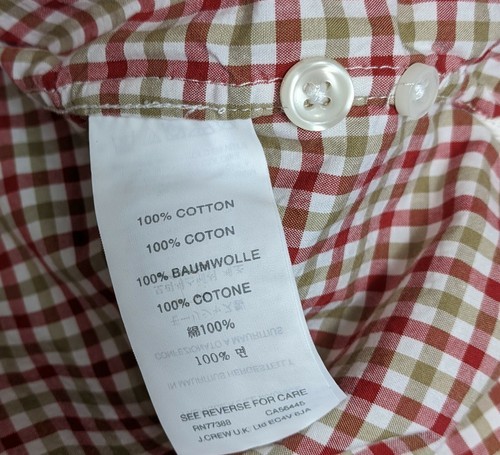 100% COTTON
100% COTON
100% BAUMWOLLE
100% COTONE
綿100%
100% 면
SEE REVERSE FOR CARE
RN77388 CA56445
J.CREW U.K. Ltd EC4V 6JA